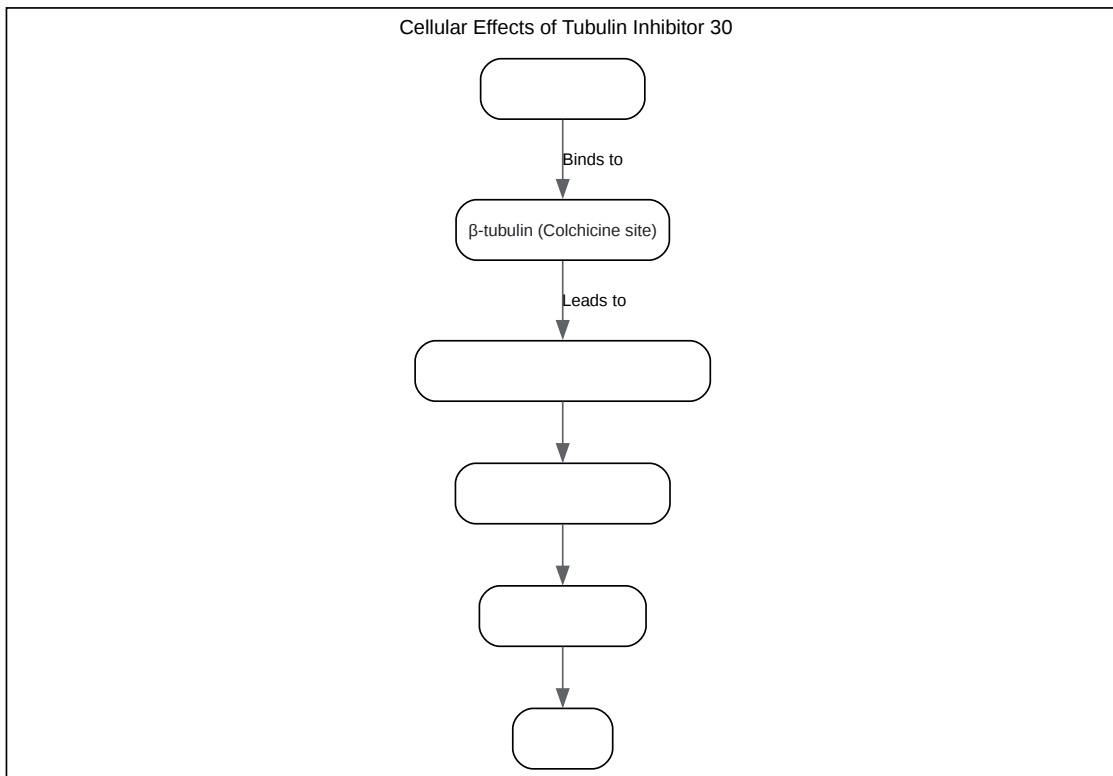 Cellular Effects of Tubulin Inhibitor 30
Binds to
β-tubulin (Colchicine site)
Leads to